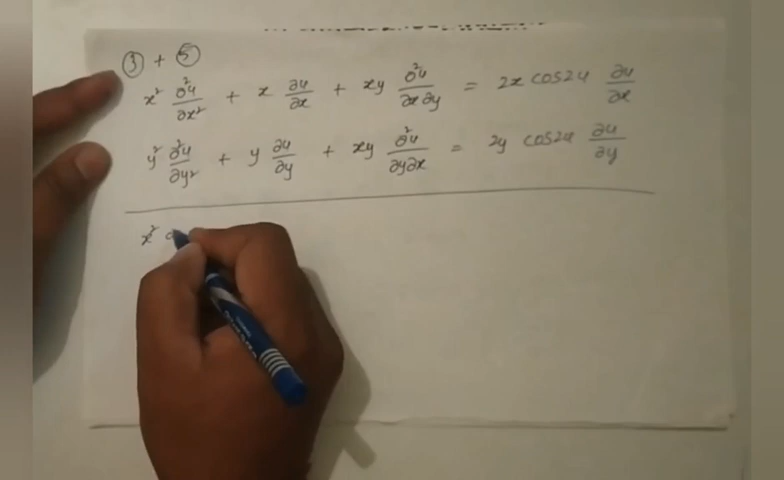 ③ + ⑤
x² ∂²u/∂x² + x ∂u/∂x + xy ∂²u/∂x∂y = 2x cos2u ∂u/∂x
y² ∂²u/∂y² + y ∂u/∂y + xy ∂²u/∂y∂x = 2y cos2u ∂u/∂y
x²